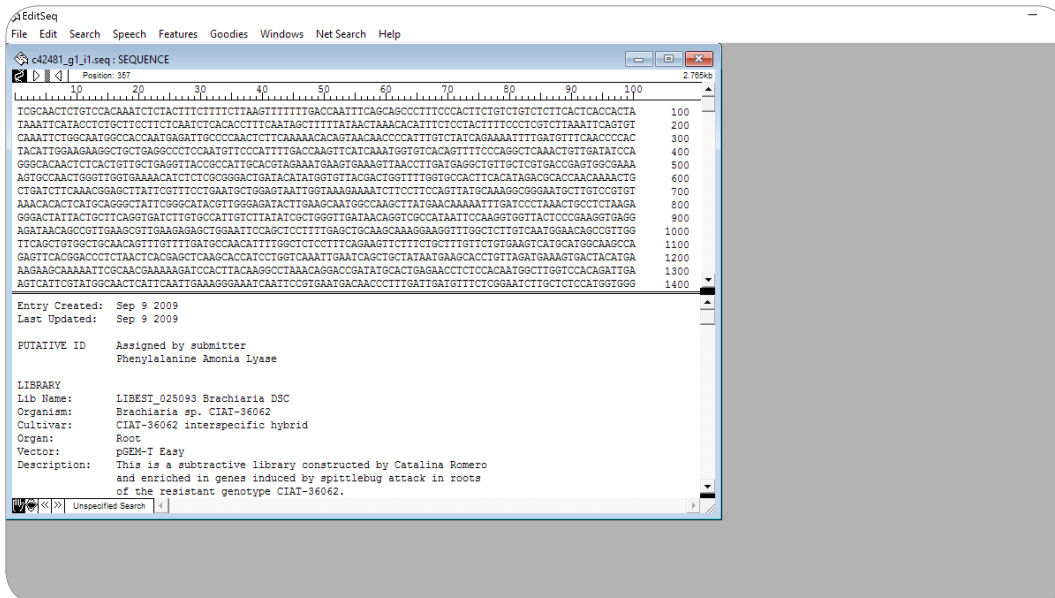 EditSeq
File Edit Search Speech Features Goodies Windows Net Search Help
c42481_g1_i1.seq : SEQUENCE
Position: 357 2.765kb
10 20 30 40 50 60 70 80 90 100
TCGCAACTCTGTCCACAAATCTCTACTTTCTTTTCTTAAGTTTTTTTGACCAATTTCAGCAGCCCTTTCCCACTTCTGTCTGTCTCTTCACTCACCACTA 100
TAAATTCATACCTCTGCTTCCTTCTCAATCTCACACCTTTCAATAGCTTTTTATAACTAAACACATTTCTCCTACTTTTCCCTCGTCTTAAATTCAGTGT 200
CAAATTCTGGCAATGGCCACCAATGAGATTGCCCCAACTCTTCAAAAACACAGTAACAACCCCATTTGTCTATCAGAAAATTTTGATGTTTCAACCCCAC 300
TACATTGGAAGAAGGCTGCTGAGGCCCTCCAATGTTCCCATTTTGACCAAGTTCATCAAATGGTGTCACAGTTTTCCCAGGCTCAAACTGTTGATATCCA 400
GGGCACAACTCTCACTGTTGCTGAGGTTACCGCCATTGCACGTAGAAATGAAGTGAAAGTTAACCTTGATGAGGCTGTTGCTCGTGACCGAGTGGCGAAA 500
AGTGCCAACTGGGTTGGTGAAAACATCTCTCGCGGGACTGATACATATGGTGTTACGACTGGTTTTGGTGCCACTTCACATAGACGCACCAACAAAACTG 600
CTGATCTTCAAACGGAGCTTATTCGTTTCCTGAATGCTGGAGTAATTGGTAAAGAAAATCTTCCTTCCAGTTATGCAAAGGCGGGAATGCTTGTCCGTGT 700
AAACACACTCATGCAGGGCTATTCGGGCATACGTTGGGAGATACTTGAAGCAATGGCCAAGCTTATGAACAAAAATTTGATCCCTAAACTGCCTCTAAGA 800
GGGACTATTACTGCTTCAGGTGATCTTGTGCCATTGTCTTATATCGCTGGGTTGATAACAGGTCGCCATAATTCCAAGGTGGTTACTCCCGAAGGTGAGG 900
AGATAACAGCCGTTGAAGCGTTGAAGAGAGCTGGAATTCCAGCTCCTTTTGAGCTGCAAGCAAAGGAAGGTTTGGCTCTTGTCAATGGAACAGCCGTTGG 1000
TTCAGCTGTGGCTGCAACAGTTTGTTTTGATGCCAACATTTTGGCTCTCCTTTCAGAAGTTCTTTCTGCTTTGTTCTGTGAAGTCATGCATGGCAAGCCA 1100
GAGTTCACGGACCCTCTAACTCACGAGCTCAAGCACCATCCTGGTCAAATTGAATCAGCTGCTATAATGAAGCACCTGTTAGATGAAAGTGACTACATGA 1200
AAGAAGCAAAAATTCGCAACGAAAAAGATCCACTTACAAGGCCTAAACAGGACCGATATGCACTGAGAACCTCTCCACAATGGCTTGGTCCACAGATTGA 1300
AGTCATTCGTATGGCAACTCATTCAATTGAAAGGGAAATCAATTCCGTGAATGACAACCCTTTGATTGATGTTTCTCGGAATCTTGCTCTCCATGGTGGG 1400
Entry Created: Sep 9 2009
Last Updated: Sep 9 2009
PUTATIVE ID Assigned by submitter
Phenylalanine Amonia Lyase
LIBRARY
Lib Name: LIBEST_025093 Brachiaria DSC
Organism: Brachiaria sp. CIAT-36062
Cultivar: CIAT-36062 interspecific hybrid
Organ: Root
Vector: pGEM-T Easy
Description: This is a subtractive library constructed by Catalina Romero
and enriched in genes induced by spittlebug attack in roots
of the resistant genotype CIAT-36062.
Unspecified Search